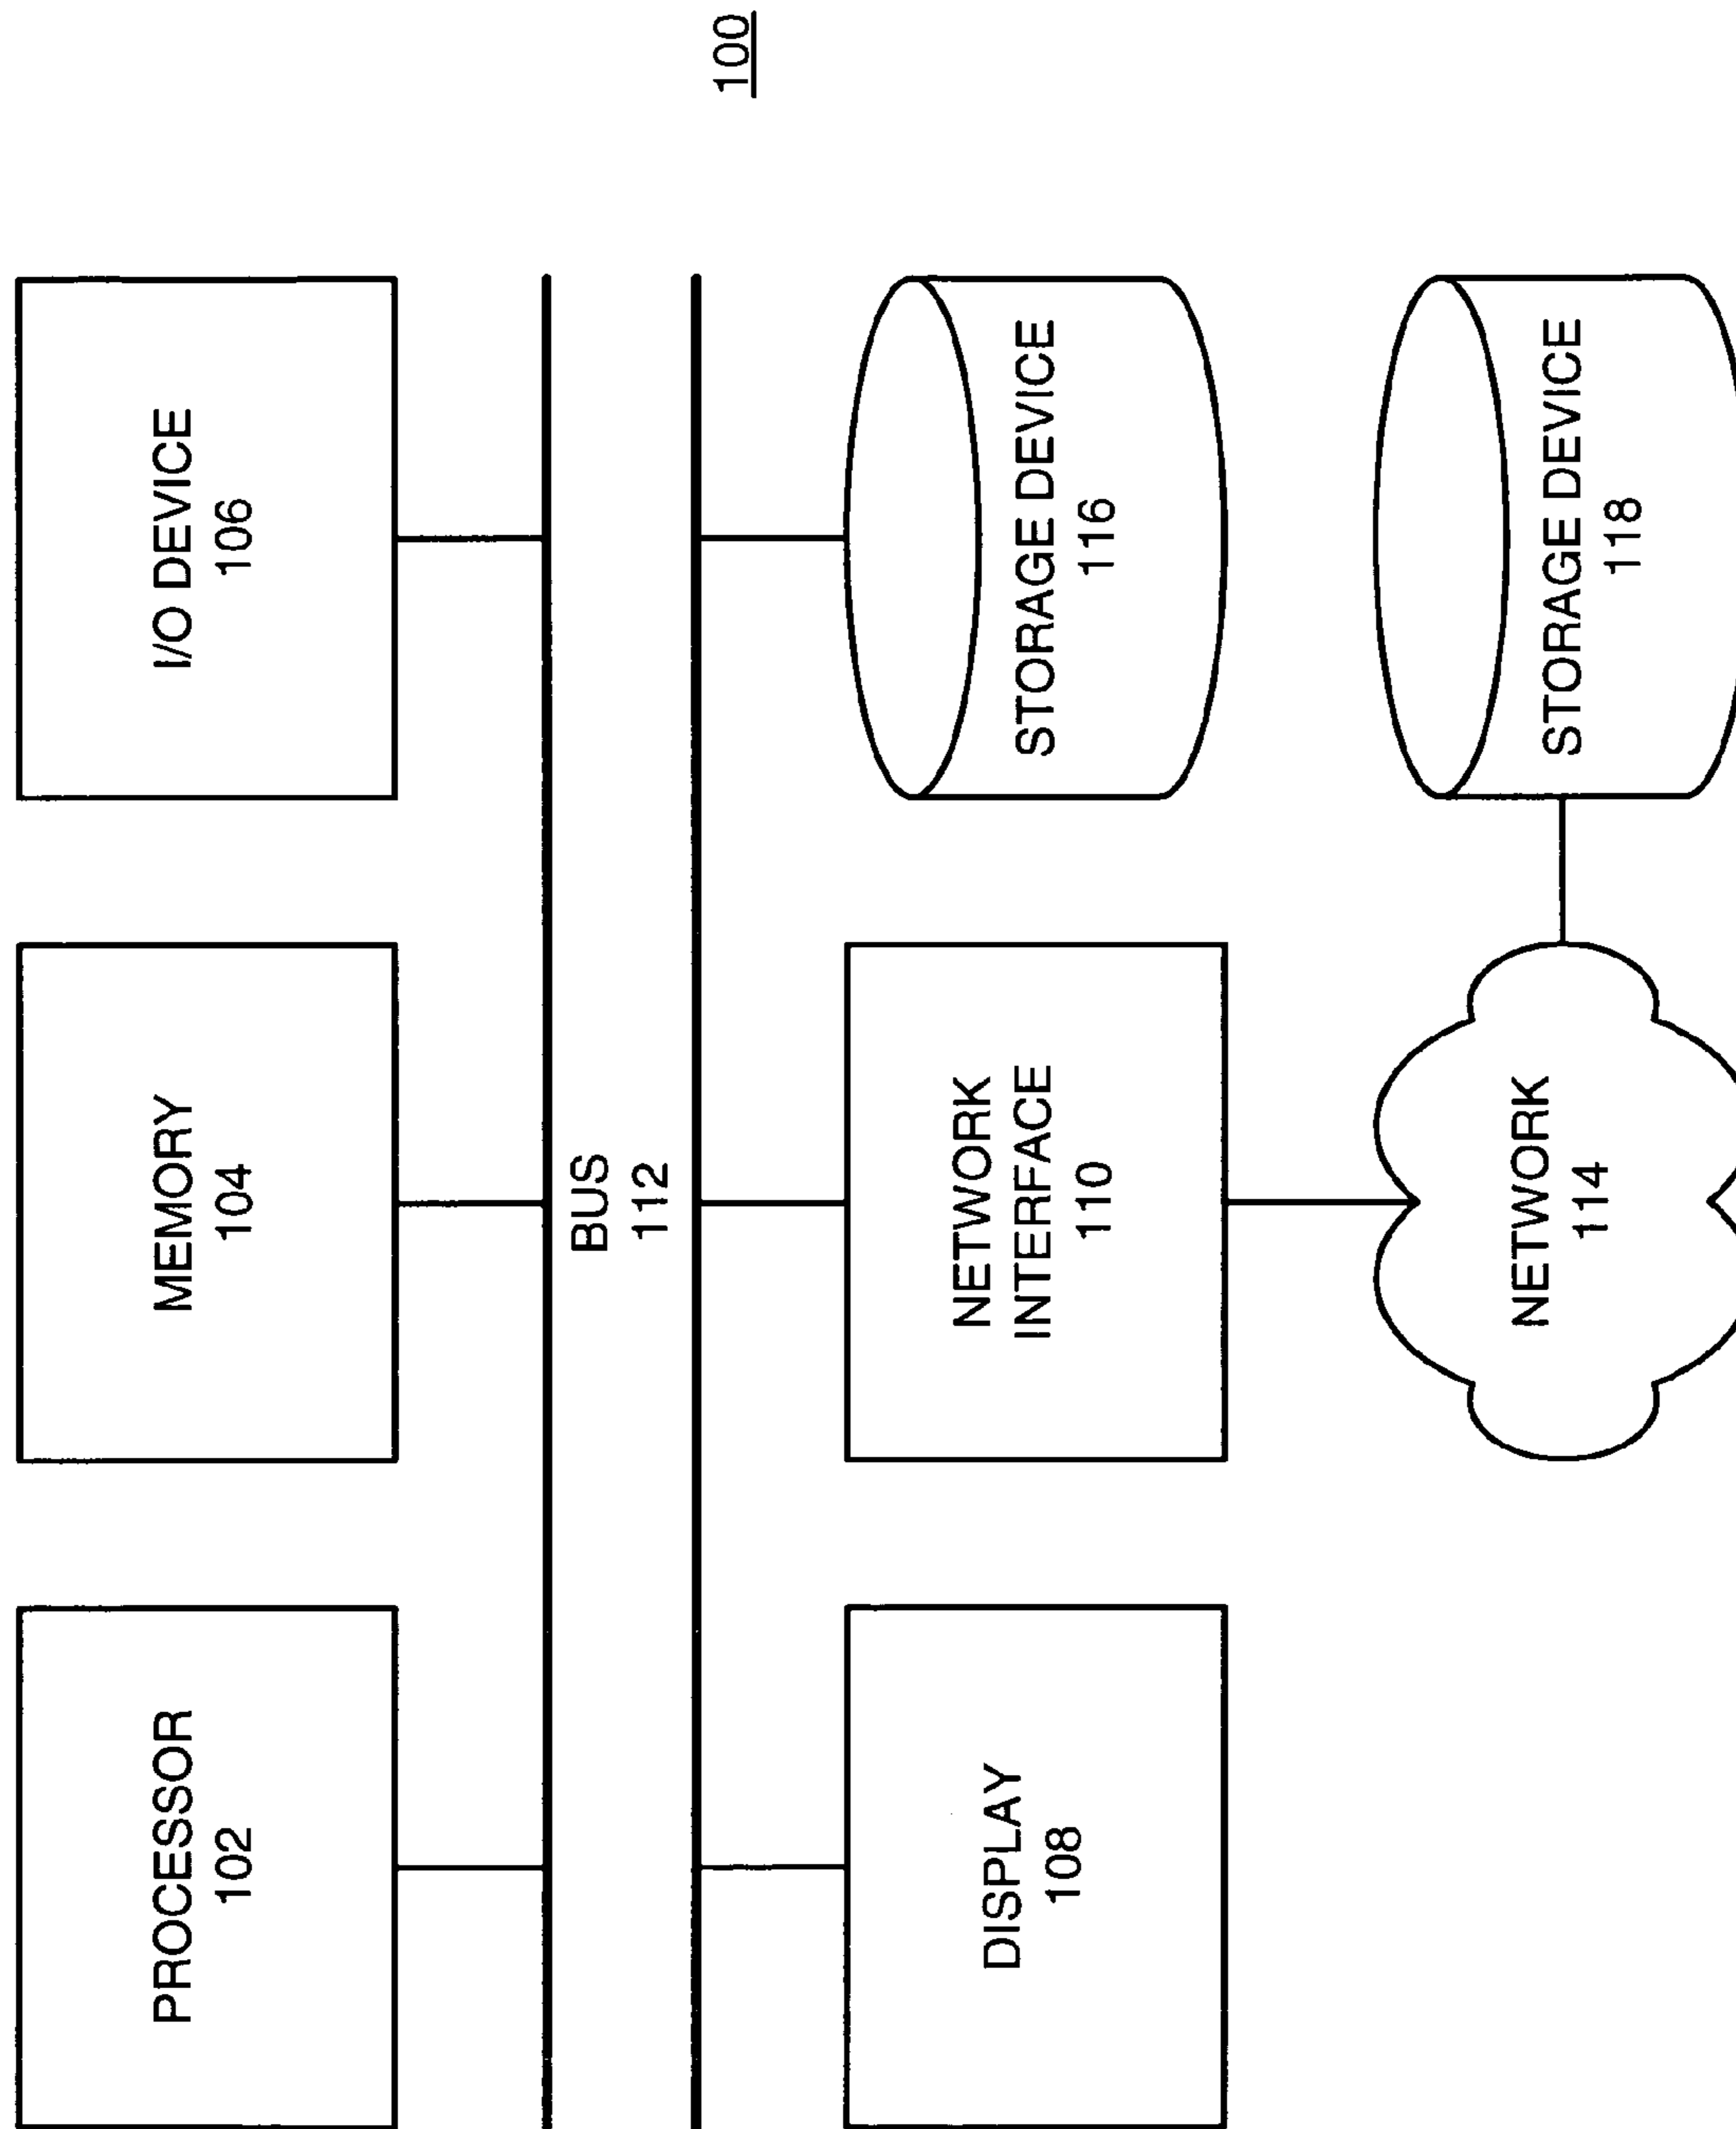 PROCESSOR
102
MEMORY
104
I/O DEVICE
106
BUS
112
100
DISPLAY
108
NETWORK
INTERFACE
110
STORAGE DEVICE
116
NETWORK
114
STORAGE DEVICE
118